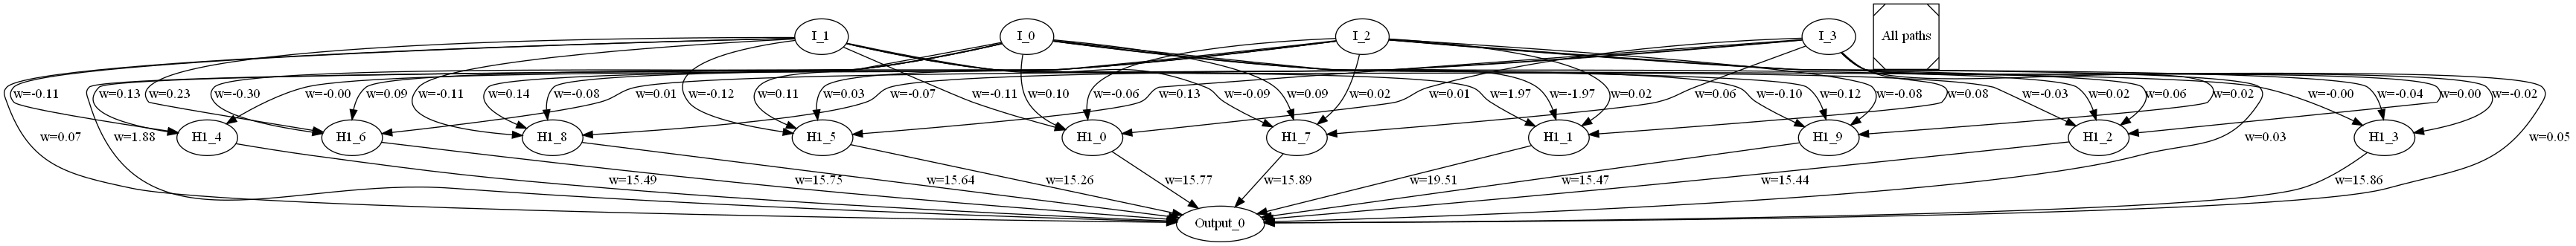 I_1
I_0
I_2
I_3
All paths
w=-0.11
w=0.13
w=0.23
w=-0.30
w=-0.00
w=0.09
w=-0.11
w=0.14
w=-0.08
w=0.01
w=-0.12
w=0.11
w=0.03
w=-0.07
w=-0.11
w=0.10
w=-0.06
w=0.13
w=0.01
w=-0.09
w=0.09
w=0.02
w=0.06
w=1.97
w=-1.97
w=0.02
w=0.08
w=-0.10
w=0.12
w=-0.08
w=0.02
w=-0.03
w=0.02
w=0.06
w=0.00
w=-0.00
w=-0.04
w=-0.02
w=0.07
w=1.88
H1_4
H1_6
H1_8
H1_5
H1_0
H1_7
H1_1
H1_9
H1_2
w=0.03
H1_3
w=0.05
w=15.49
w=15.75
w=15.64
w=15.26
w=15.77
w=15.89
w=19.51
w=15.47
w=15.44
w=15.86
Output_0